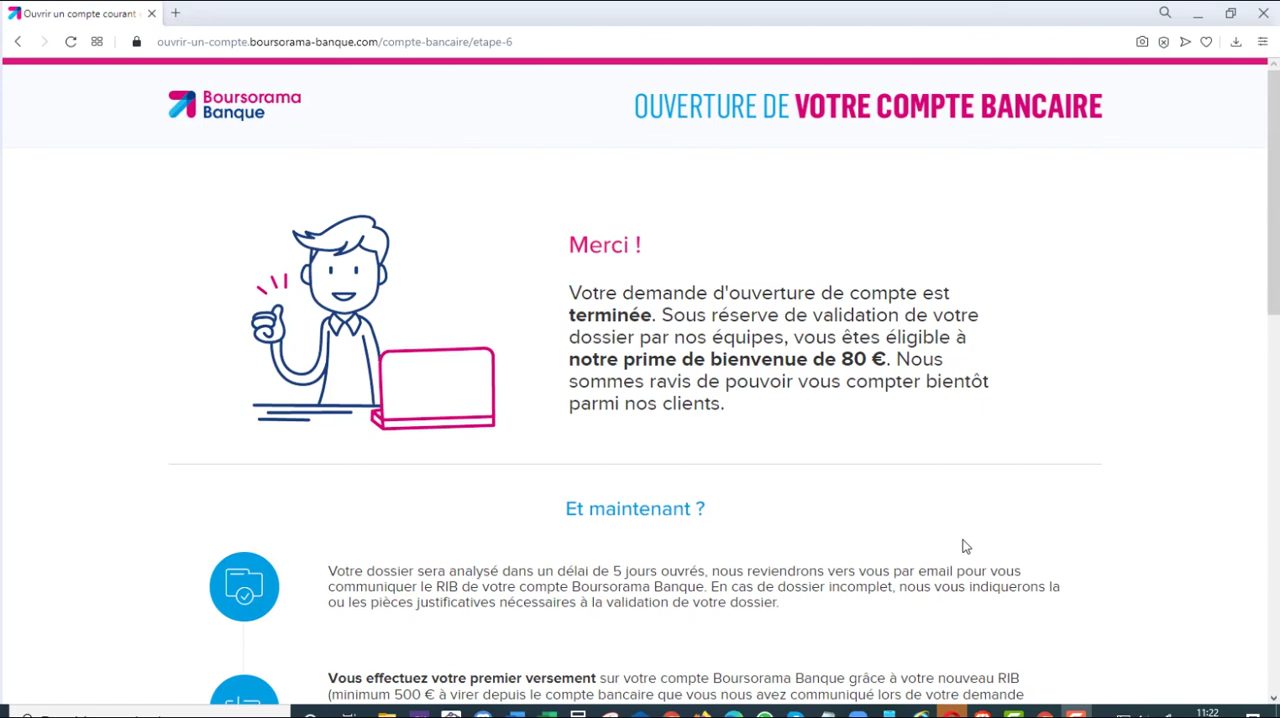 Ouvrir un compte courant
ouvrir-un-compte.boursorama-banque.com/compte-bancaire/etape-6
Boursorama
Banque
OUVERTURE DE VOTRE COMPTE BANCAIRE
Merci !
Votre demande d'ouverture de compte est
terminée. Sous réserve de validation de votre
dossier par nos équipes, vous êtes éligible à
notre prime de bienvenue de 80 €. Nous
sommes ravis de pouvoir vous compter bientôt
parmi nos clients.
Et maintenant ?
Votre dossier sera analysé dans un délai de 5 jours ouvrés, nous reviendrons vers vous par email pour vous
communiquer le RIB de votre compte Boursorama Banque. En cas de dossier incomplet, nous vous indiquerons la
ou les pièces justificatives nécessaires à la validation de votre dossier.
Vous effectuez votre premier versement sur votre compte Boursorama Banque grâce à votre nouveau RIB
(minimum 500 € à virer depuis le compte bancaire que vous nous avez communiqué lors de votre demande
11:22